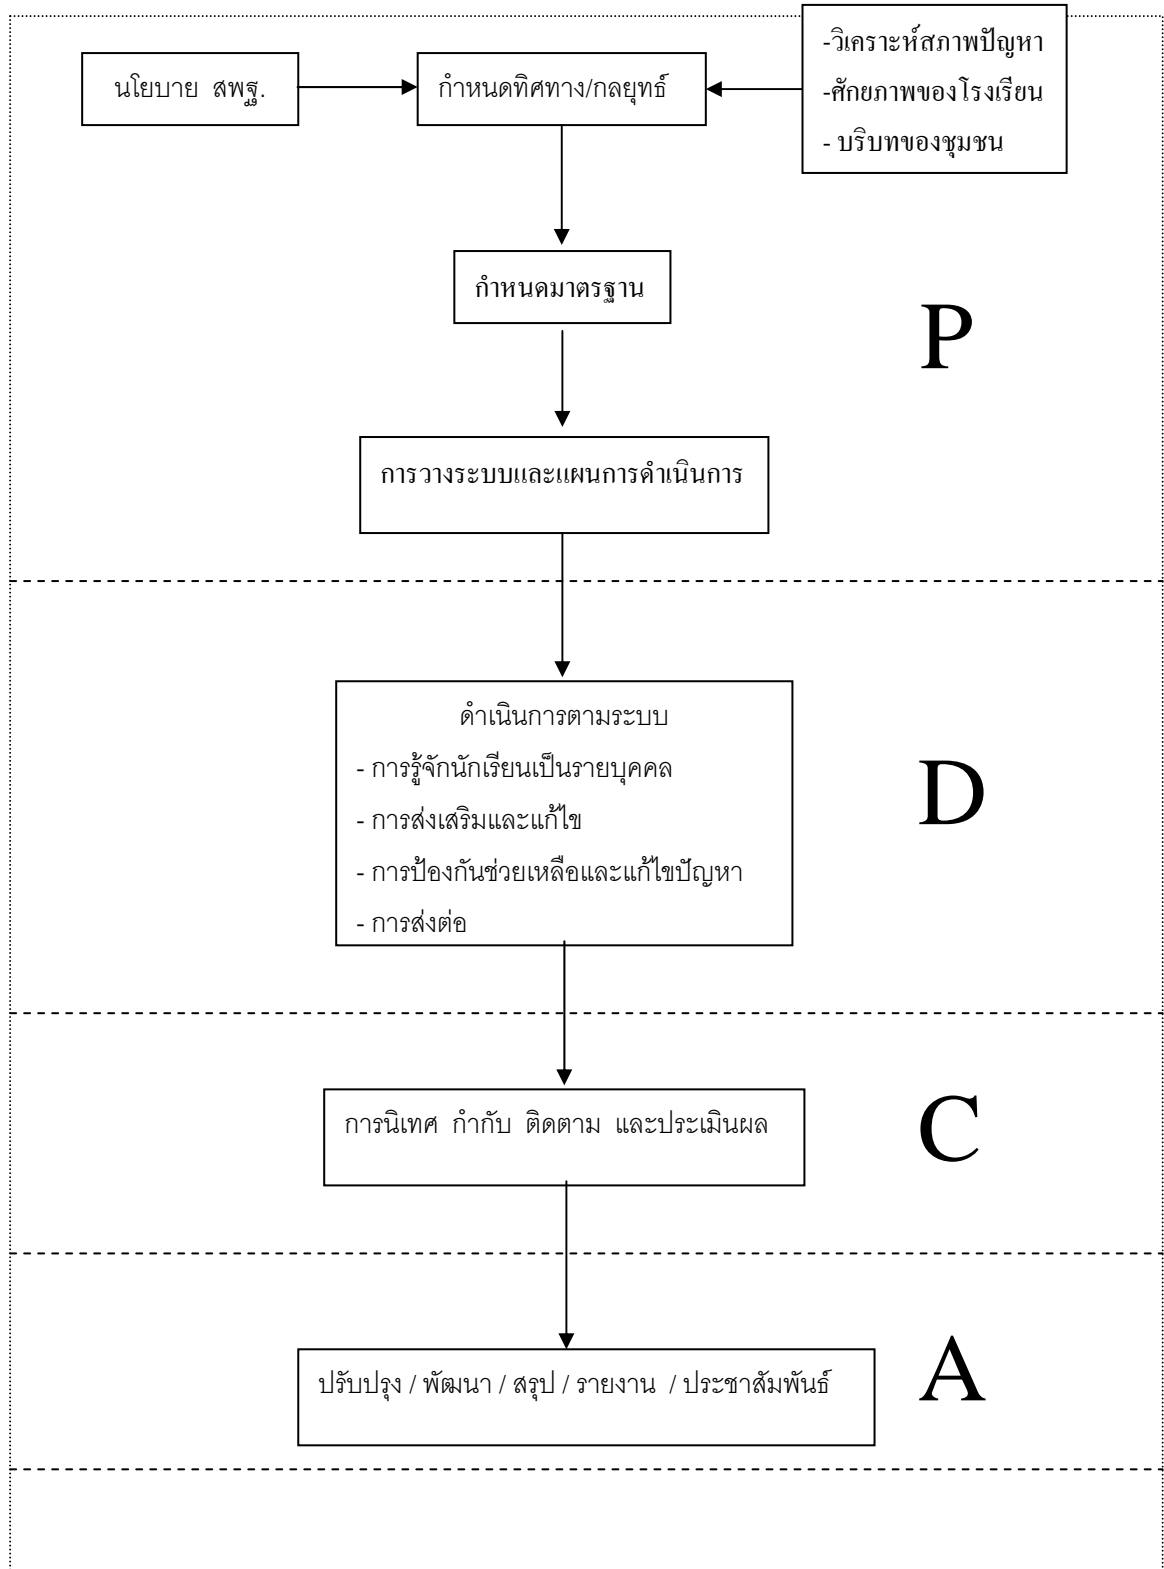 นโยบาย สพฐ.
กำหนดทิศทาง/กลยุทธ์
-วิเคราะห์สภาพปัญหา
-ศักยภาพของโรงเรียน
- บริบทของชุมชน
กำหนดมาตรฐาน
P
การวางระบบและแผนการดำเนินการ
ดำเนินการตามระบบ
- การรู้จักนักเรียนเป็นรายบุคคล
- การส่งเสริมและแก้ไข
- การป้องกันช่วยเหลือและแก้ไขปัญหา
- การส่งต่อ
D
การนิเทศ กำกับ ติดตาม และประเมินผล
C
ปรับปรุง / พัฒนา / สรุป / รายงาน / ประชาสัมพันธ์
A